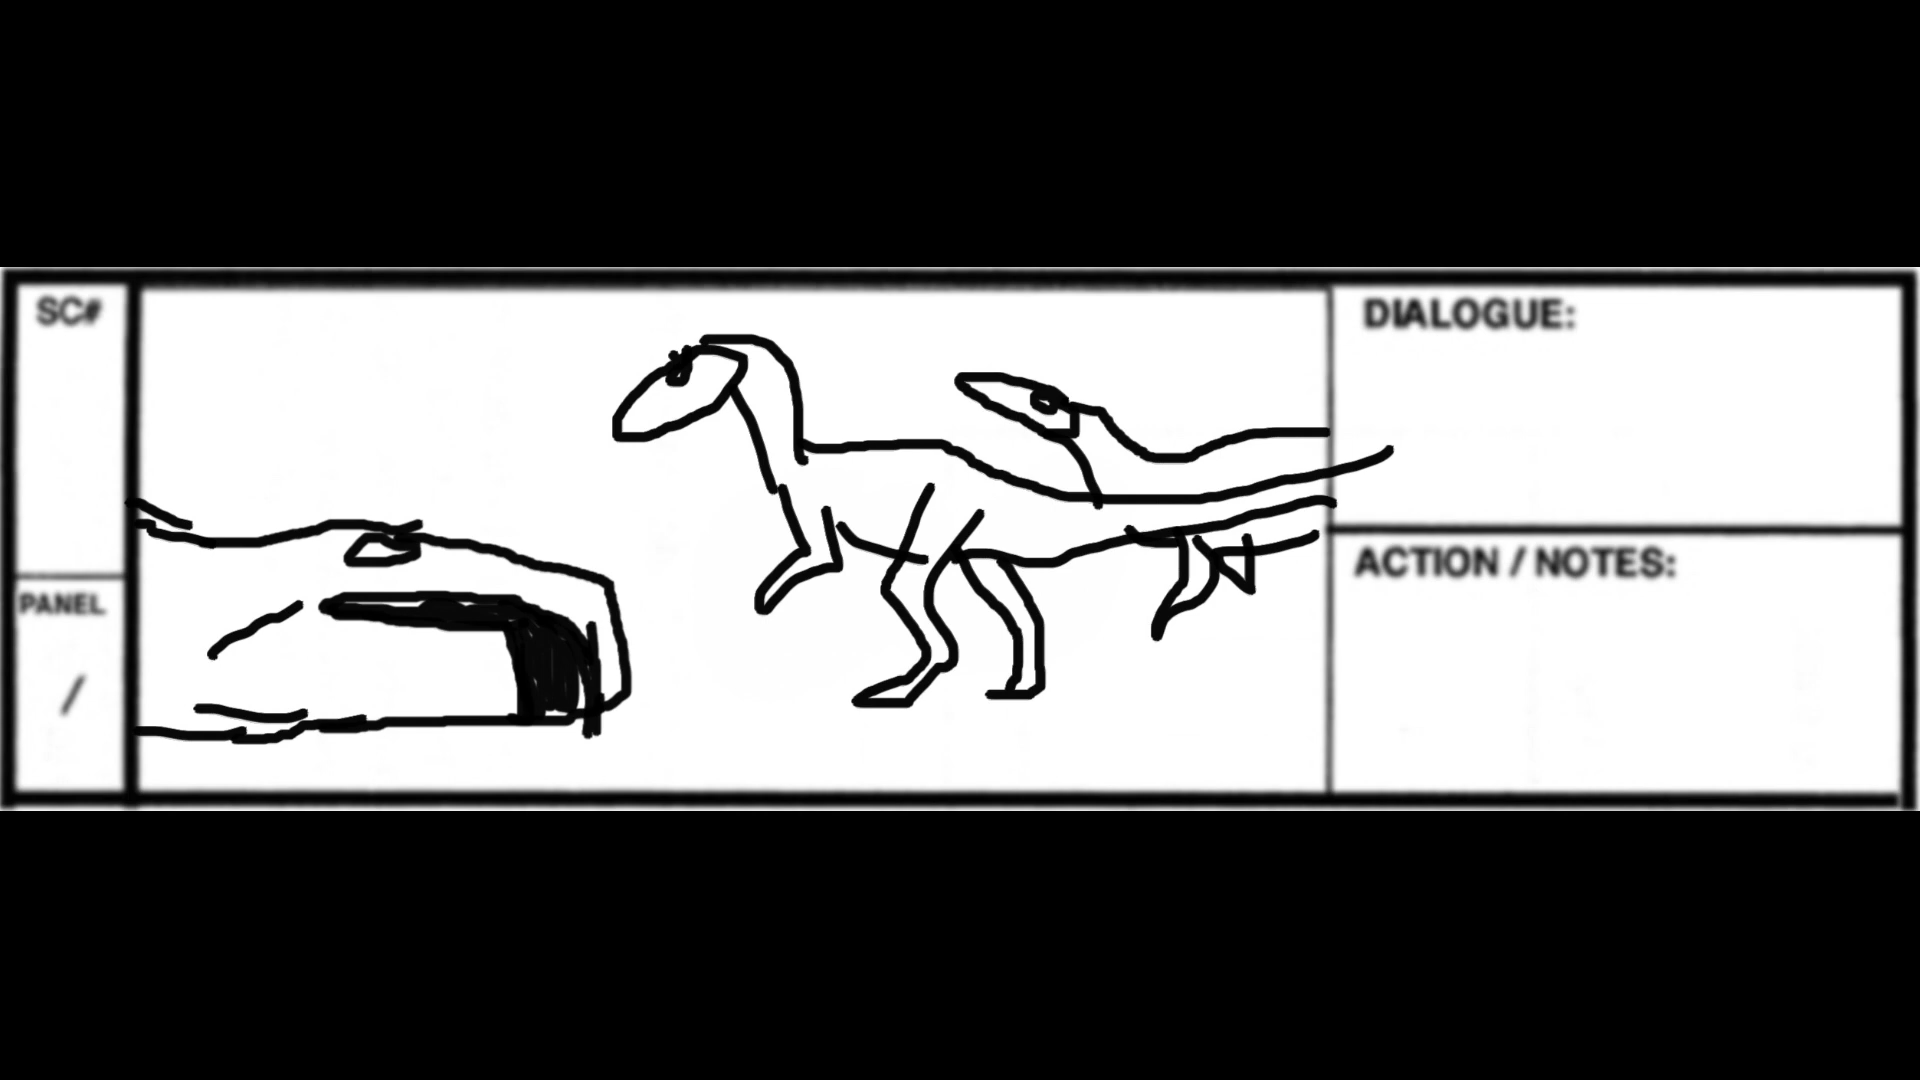 SC#
DIALOGUE:
ACTION / NOTES:
PANEL
/